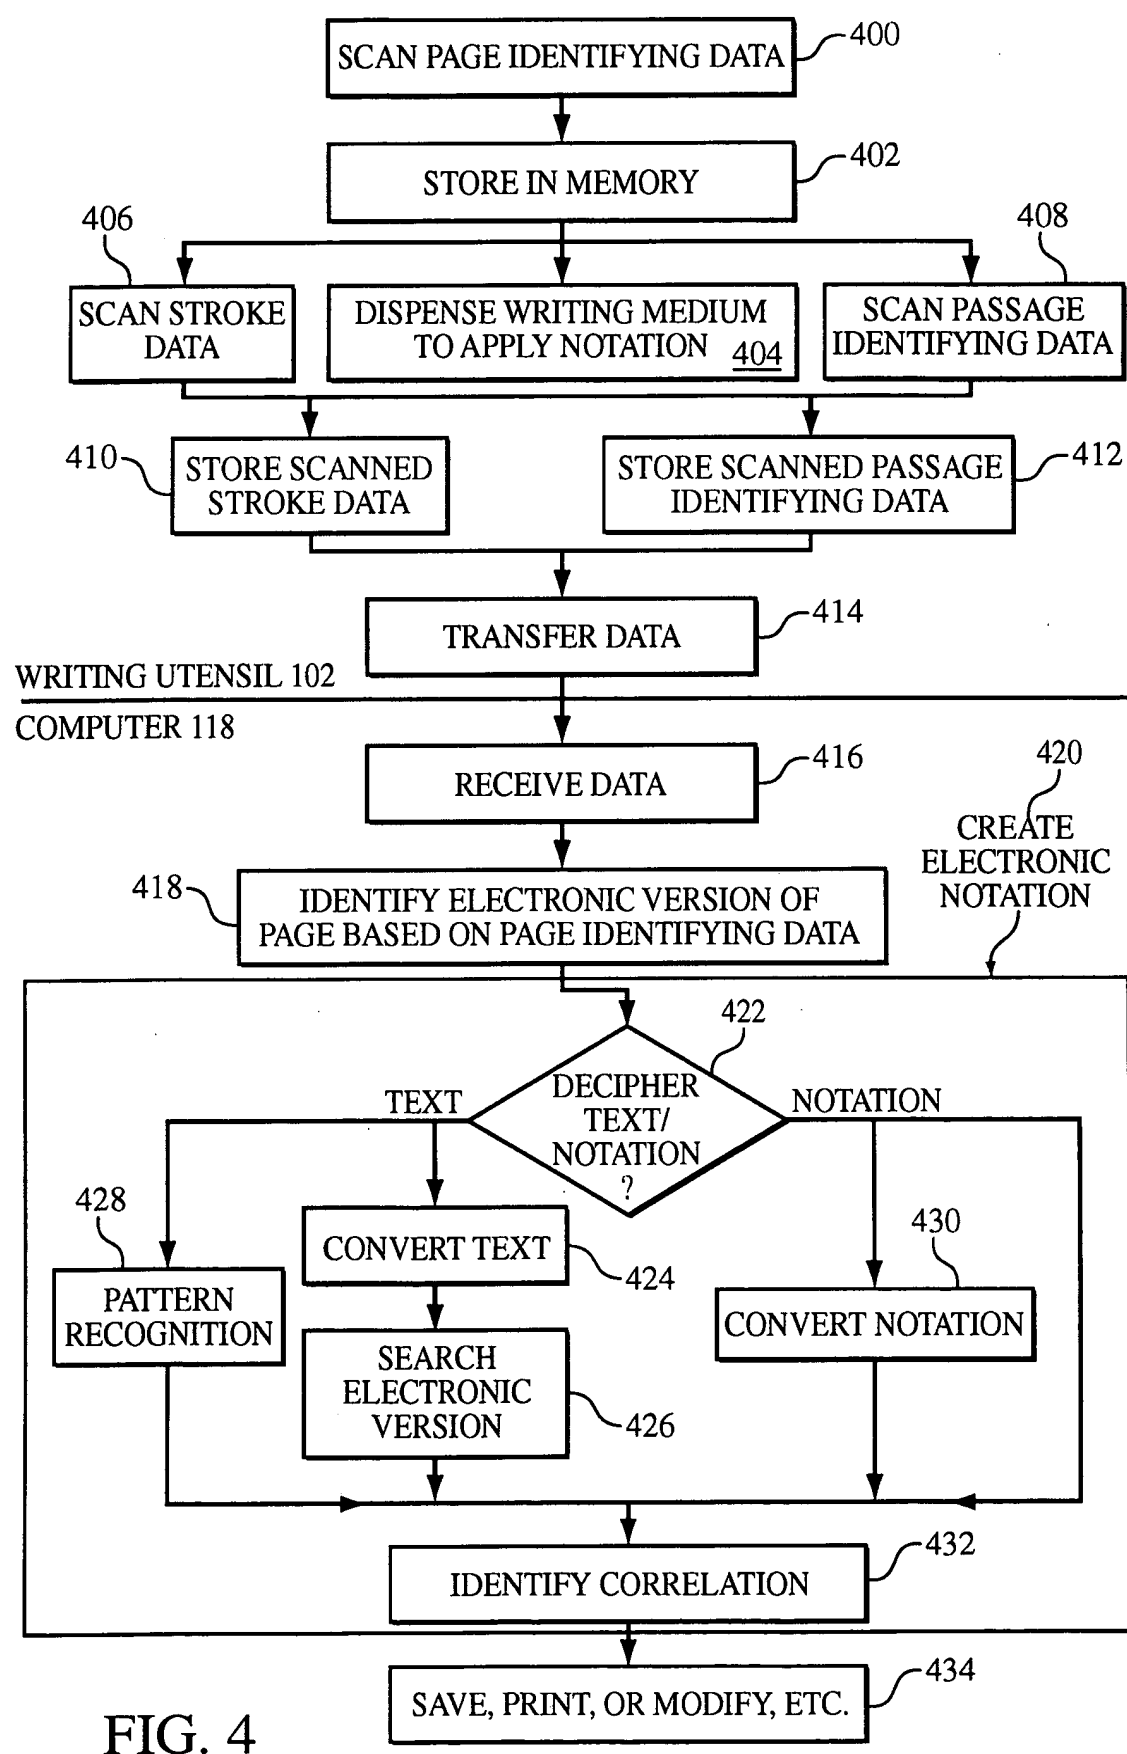 SCAN PAGE IDENTIFYING DATA
400
STORE IN MEMORY
402
406
408
SCAN STROKE
DATA
DISPENSE WRITING MEDIUM
TO APPLY NOTATION 404
SCAN PASSAGE
IDENTIFYING DATA
410
STORE SCANNED
STROKE DATA
STORE SCANNED PASSAGE
IDENTIFYING DATA
412
TRANSFER DATA
414
WRITING UTENSIL 102
COMPUTER 118
RECEIVE DATA
416
420
CREATE
ELECTRONIC
NOTATION
418
IDENTIFY ELECTRONIC VERSION OF
PAGE BASED ON PAGE IDENTIFYING DATA
422
DECIPHER
TEXT/
NOTATION
?
TEXT
NOTATION
428
PATTERN
RECOGNITION
CONVERT TEXT
424
430
CONVERT NOTATION
SEARCH
ELECTRONIC
VERSION
426
432
IDENTIFY CORRELATION
434
SAVE, PRINT, OR MODIFY, ETC.
FIG. 4